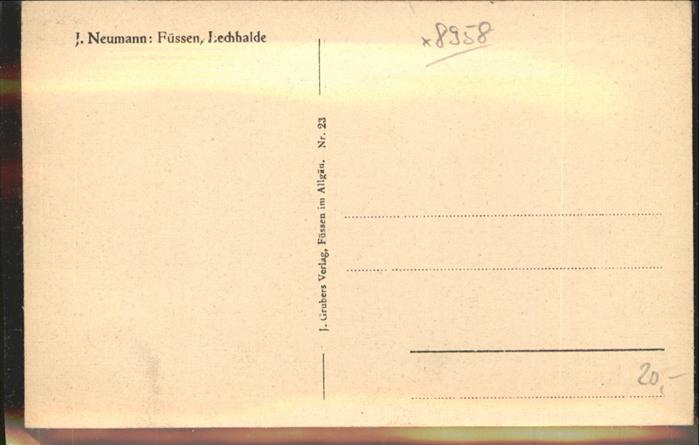 J. Neumann: Füssen, Lechhalde
x8958
J. Grubers Verlag, Füssen im Allgäu. Nr. 23
20,-